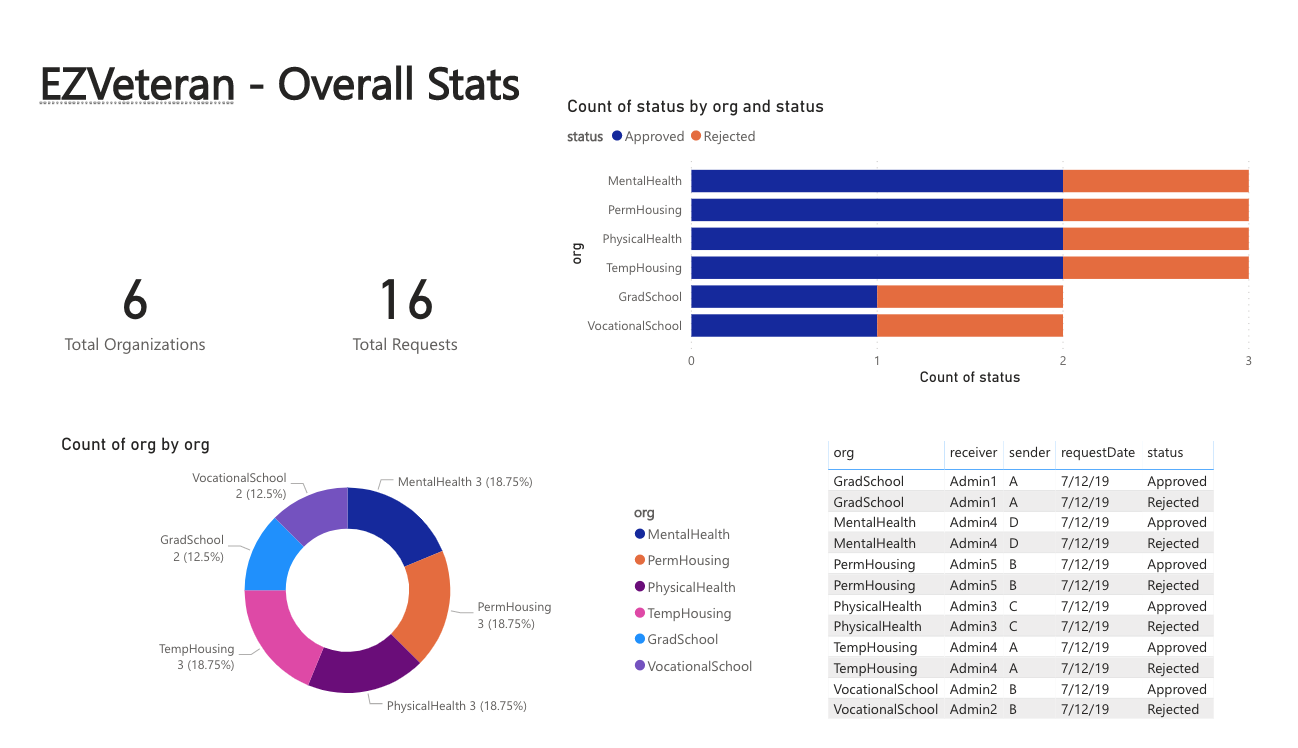 EZVeteran - Overall Stats
Count of status by org and status
status Approved Rejected
MentalHealth
PermHousing
PhysicalHealth
TempHousing
GradSchool
VocationalSchool
org
0 1 2 3
Count of status
6
Total Organizations
16
Total Requests
Count of org by org
VocationalSchool
2 (12.5%)
MentalHealth 3 (18.75%)
GradSchool
2 (12.5%)
PermHousing
3 (18.75%)
TempHousing
3 (18.75%)
PhysicalHealth 3 (18.75%)
org
MentalHealth
PermHousing
PhysicalHealth
TempHousing
GradSchool
VocationalSchool
org receiver sender requestDate status
GradSchool Admin1 A 7/12/19 Approved
GradSchool Admin1 A 7/12/19 Rejected
MentalHealth Admin4 D 7/12/19 Approved
MentalHealth Admin4 D 7/12/19 Rejected
PermHousing Admin5 B 7/12/19 Approved
PermHousing Admin5 B 7/12/19 Rejected
PhysicalHealth Admin3 C 7/12/19 Approved
PhysicalHealth Admin3 C 7/12/19 Rejected
TempHousing Admin4 A 7/12/19 Approved
TempHousing Admin4 A 7/12/19 Rejected
VocationalSchool Admin2 B 7/12/19 Approved
VocationalSchool Admin2 B 7/12/19 Rejected